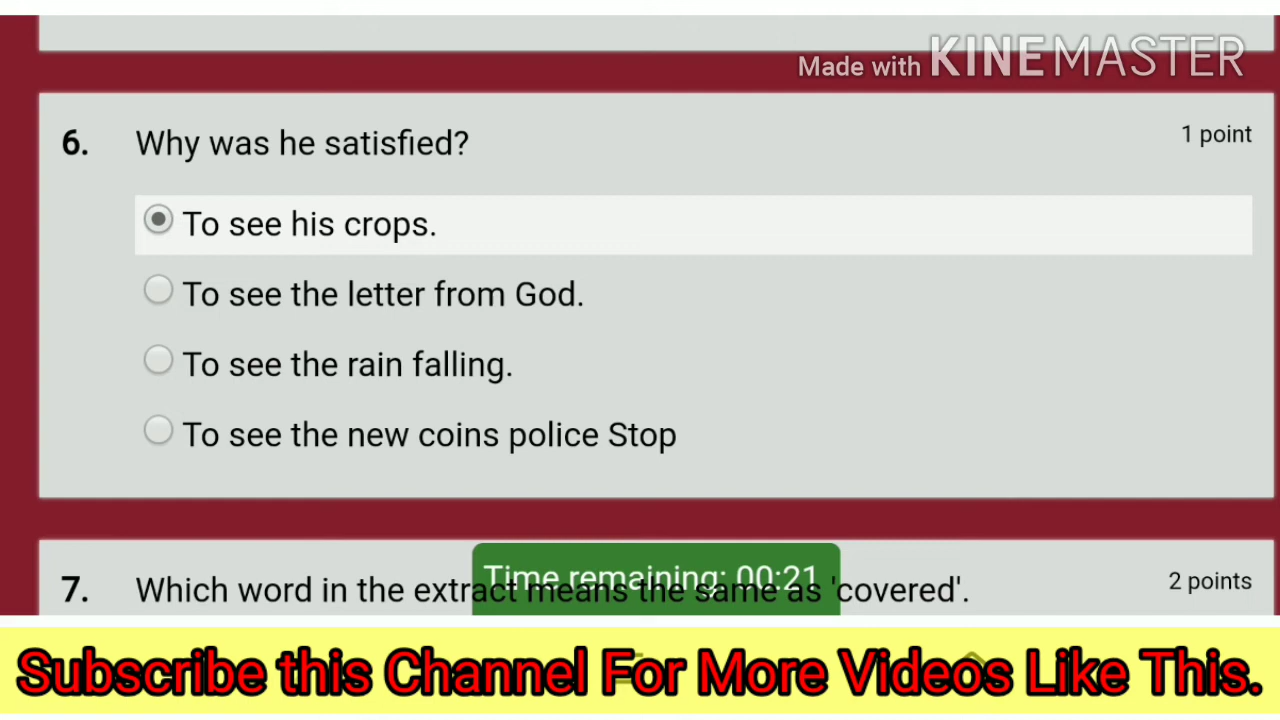 Made with KINEMASTER
6. Why was he satisfied? 1 point
To see his crops.
To see the letter from God.
To see the rain falling.
To see the new coins police Stop
Time remaining: 00:21
7. Which word in the extract means the same as 'covered'. 2 points
Subscribe this Channel For More Videos Like This.